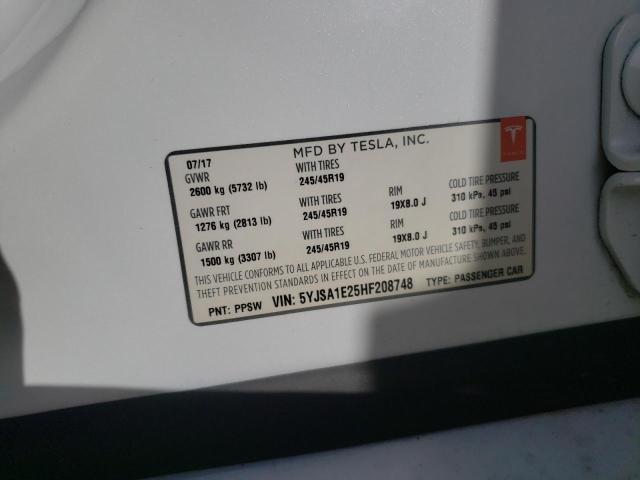 MFD BY TESLA, INC.
07/17
GVWR WITH TIRES
2600 kg (5732 lb) 245/45R19
GAWR FRT WITH TIRES RIM COLD TIRE PRESSURE
1276 kg (2813 lb) 245/45R19 19X8.0 J 310 kPa, 45 psi
GAWR RR WITH TIRES RIM COLD TIRE PRESSURE
1500 kg (3307 lb) 245/45R19 19X8.0 J 310 kPa, 45 psi
THIS VEHICLE CONFORMS TO ALL APPLICABLE U.S. FEDERAL MOTOR VEHICLE SAFETY, BUMPER, AND
THEFT PREVENTION STANDARDS IN EFFECT ON THE DATE OF MANUFACTURE SHOWN ABOVE.
PNT: PPSW VIN: 5YJSA1E25HF208748 TYPE: PASSENGER CAR